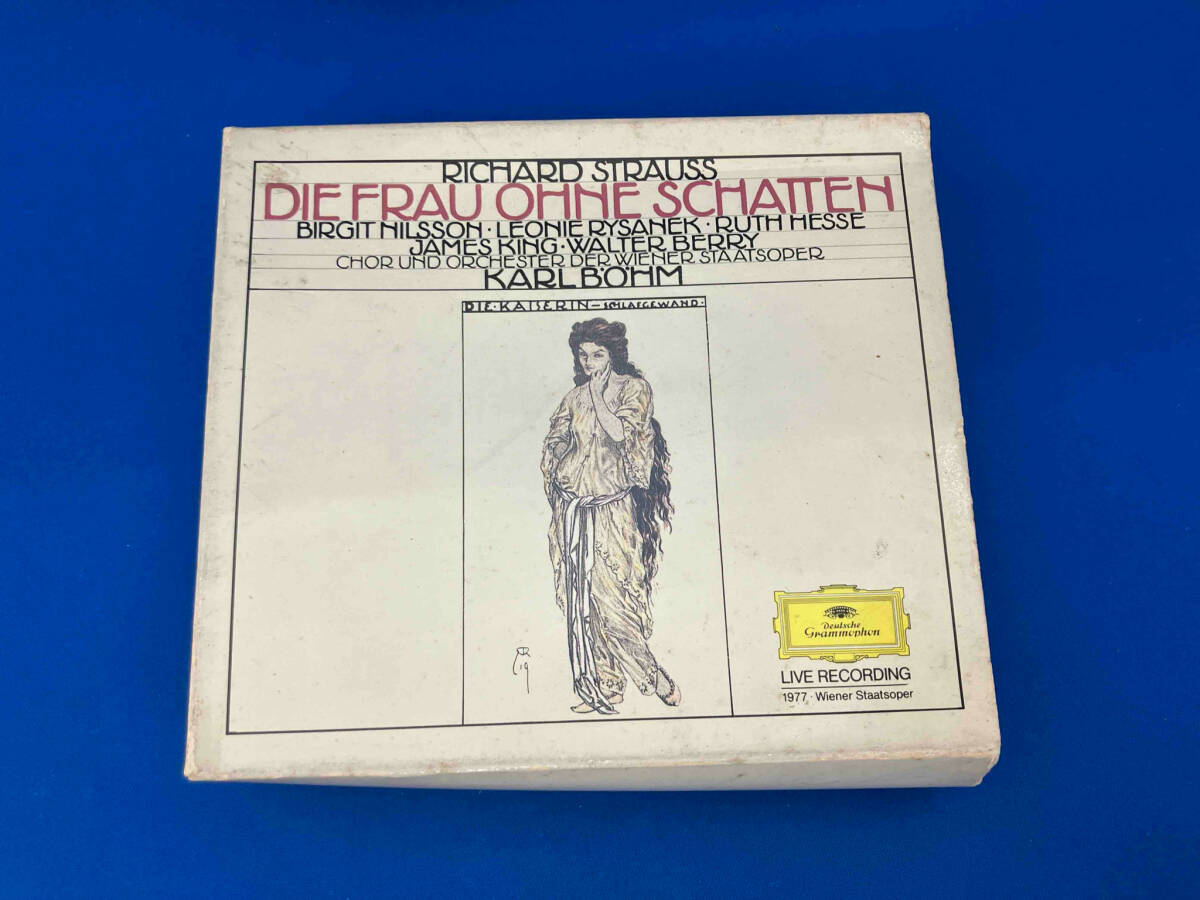 RICHARD STRAUSS
DIE FRAU OHNE SCHATTEN
BIRGIT NILSSON · LEONIE RYSANEK · RUTH HESSE
JAMES KING · WALTER BERRY
CHOR UND ORCHESTER DER WIENER STAATSOPER
KARL BÖHM
DIE · KAISERIN – SCHLAFGEWAND ·
Deutsche
Grammophon
LIVE RECORDING
1977 · Wiener Staatsoper